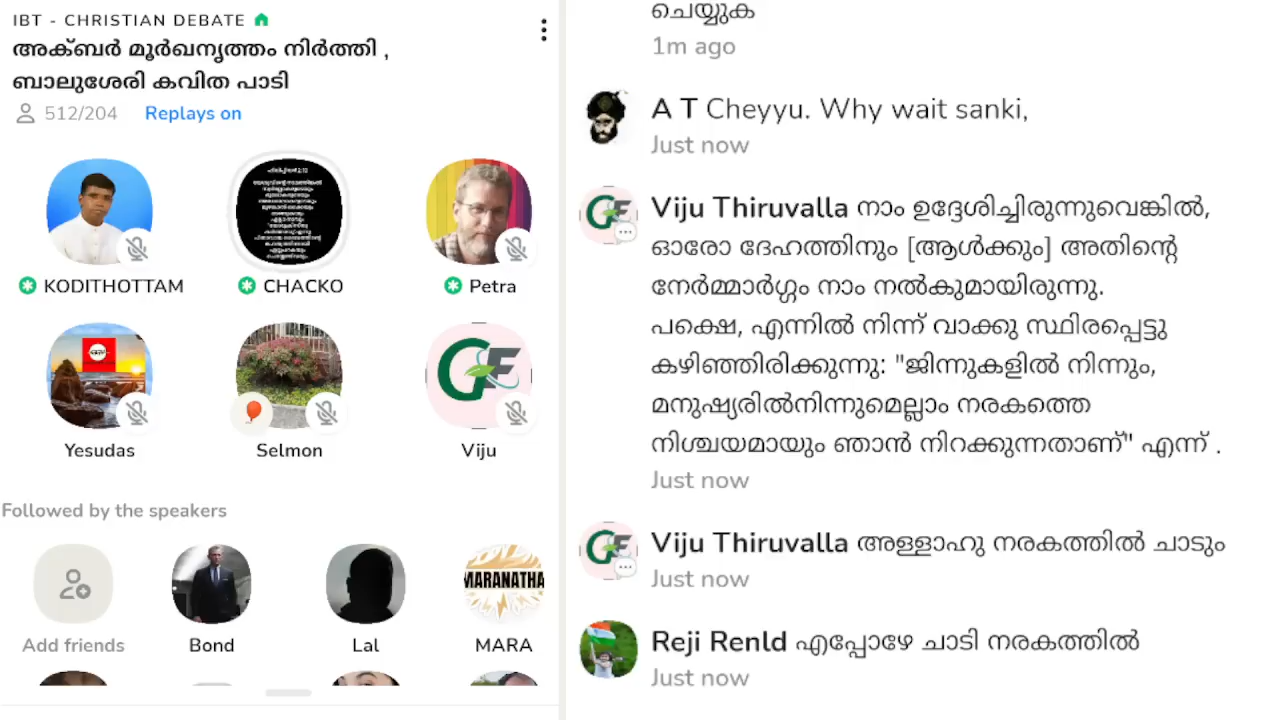 IBT - CHRISTIAN DEBATE
അക്ബർ മൂർഖനൃത്തം നിർത്തി ,
ബാലുശേരി കവിത പാടി
512/204 Replays on
KODITHOTTAM CHACKO Petra
Yesudas Selmon Viju
Followed by the speakers
MARANATHA
Add friends Bond Lal MARA
ചെയ്യുക
1m ago
A T Cheyyu. Why wait sanki,
Just now
Viju Thiruvalla നാം ഉദ്ദേശിച്ചിരുന്നുവെങ്കിൽ,
ഓരോ ദേഹത്തിനും [ആൾക്കും] അതിന്റെ
നേർമ്മാർഗ്ഗം നാം നൽകുമായിരുന്നു.
പക്ഷെ, എന്നിൽ നിന്ന് വാക്കു സ്ഥിരപ്പെട്ടു
കഴിഞ്ഞിരിക്കുന്നു: "ജിന്നുകളിൽ നിന്നും,
മനുഷ്യരിൽനിന്നുമെല്ലാം നരകത്തെ
നിശ്ചയമായും ഞാൻ നിറക്കുന്നതാണ്" എന്ന് .
Just now
Viju Thiruvalla അള്ളാഹു നരകത്തിൽ ചാടും
Just now
Reji Renld എപ്പോഴേ ചാടി നരകത്തിൽ
Just now